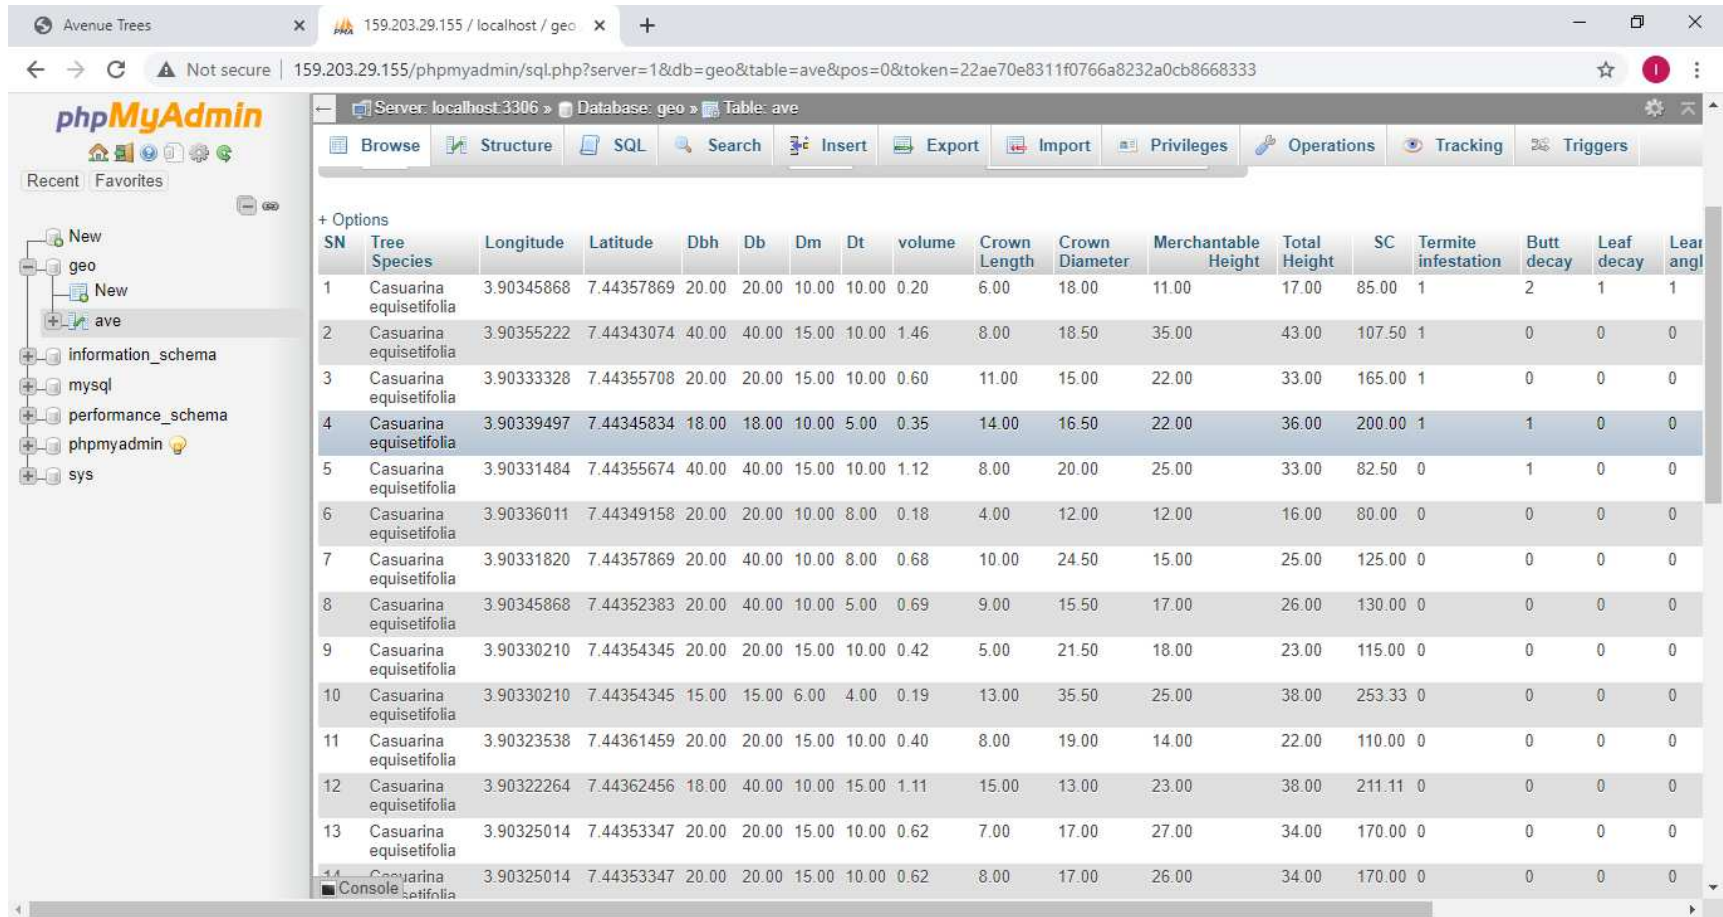 Avenue Trees
159.203.29.155 / localhost / geo
Not secure | 159.203.29.155/phpmyadmin/sql.php?server=1&db=geo&table=ave&pos=0&token=22ae70e8311f0766a8232a0cb8668333
I
phpMyAdmin
Recent Favorites
New
geo
New
ave
information_schema
mysql
performance_schema
phpmyadmin
sys
Server: localhost:3306 » Database: geo » Table: ave
Browse Structure SQL Search Insert Export Import Privileges Operations Tracking Triggers
+ Options
SN Tree Longitude Latitude Dbh Db Dm Dt volume Crown Crown Merchantable Total SC Termite Butt Leaf Lean
Species Length Diameter Height Height infestation decay decay angl
1 Casuarina 3.90345868 7.44357869 20.00 20.00 10.00 10.00 0.20 6.00 18.00 11.00 17.00 85.00 1 2 1 1
equisetifolia
2 Casuarina 3.90355222 7.44343074 40.00 40.00 15.00 10.00 1.46 8.00 18.50 35.00 43.00 107.50 1 0 0 0
equisetifolia
3 Casuarina 3.90333328 7.44355708 20.00 20.00 15.00 10.00 0.60 11.00 15.00 22.00 33.00 165.00 1 0 0 0
equisetifolia
4 Casuarina 3.90339497 7.44345834 18.00 18.00 10.00 5.00 0.35 14.00 16.50 22.00 36.00 200.00 1 1 0 0
equisetifolia
5 Casuarina 3.90331484 7.44355674 40.00 40.00 15.00 10.00 1.12 8.00 20.00 25.00 33.00 82.50 0 1 0 0
equisetifolia
6 Casuarina 3.90336011 7.44349158 20.00 20.00 10.00 8.00 0.18 4.00 12.00 12.00 16.00 80.00 0 0 0 0
equisetifolia
7 Casuarina 3.90331820 7.44357869 20.00 40.00 10.00 8.00 0.68 10.00 24.50 15.00 25.00 125.00 0 0 0 0
equisetifolia
8 Casuarina 3.90345868 7.44352383 20.00 40.00 10.00 5.00 0.69 9.00 15.50 17.00 26.00 130.00 0 0 0 0
equisetifolia
9 Casuarina 3.90330210 7.44354345 20.00 20.00 15.00 10.00 0.42 5.00 21.50 18.00 23.00 115.00 0 0 0 0
equisetifolia
10 Casuarina 3.90330210 7.44354345 15.00 15.00 6.00 4.00 0.19 13.00 35.50 25.00 38.00 253.33 0 0 0 0
equisetifolia
11 Casuarina 3.90323538 7.44361459 20.00 20.00 15.00 10.00 0.40 8.00 19.00 14.00 22.00 110.00 0 0 0 0
equisetifolia
12 Casuarina 3.90322264 7.44362456 18.00 40.00 10.00 15.00 1.11 15.00 13.00 23.00 38.00 211.11 0 0 0 0
equisetifolia
13 Casuarina 3.90325014 7.44353347 20.00 20.00 15.00 10.00 0.62 7.00 17.00 27.00 34.00 170.00 0 0 0 0
equisetifolia
14 Casuarina 3.90325014 7.44353347 20.00 20.00 15.00 10.00 0.62 8.00 17.00 26.00 34.00 170.00 0 0 0 0
Console setifolia